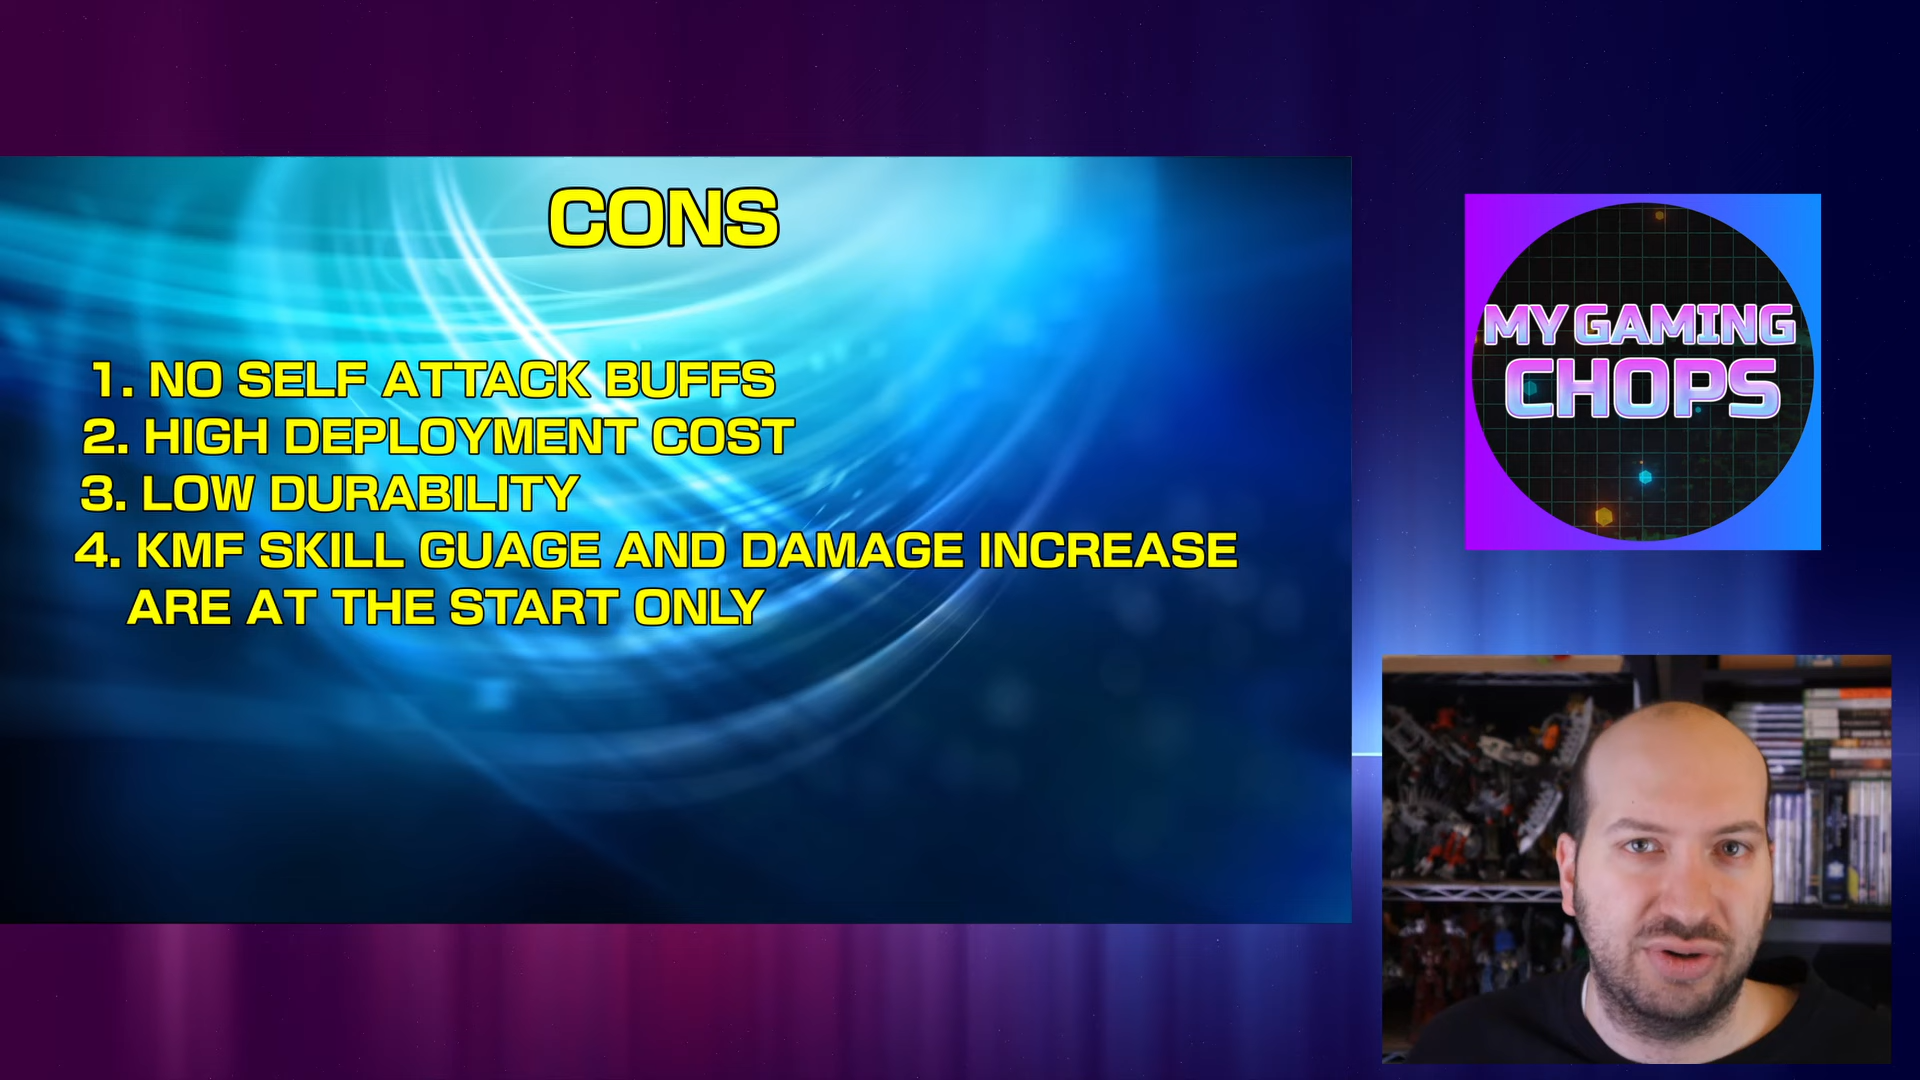 CONS
1. NO SELF ATTACK BUFFS
2. HIGH DEPLOYMENT COST
3. LOW DURABILITY
4. KMF SKILL GUAGE AND DAMAGE INCREASE
ARE AT THE START ONLY
MY GAMING
CHOPS